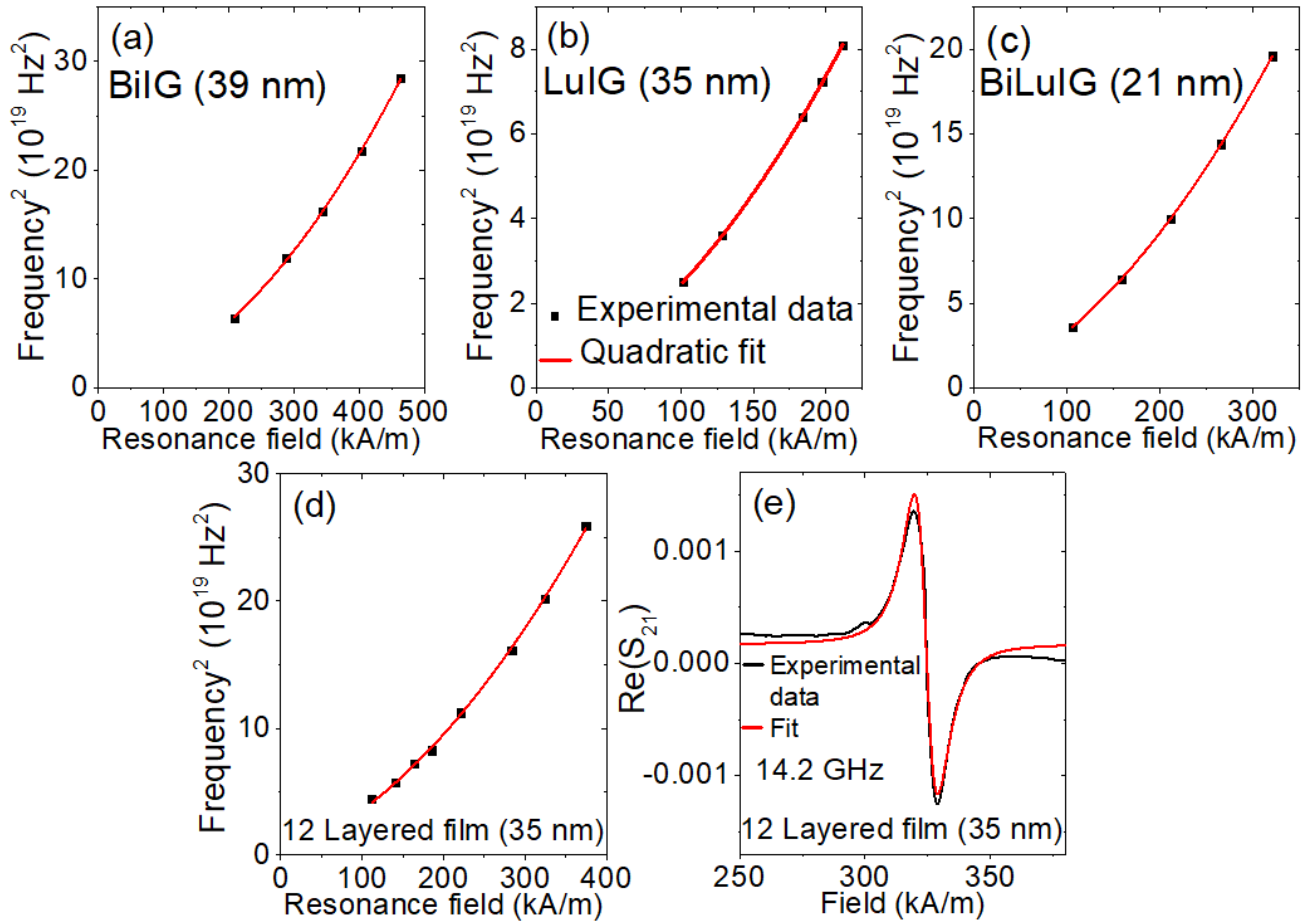 (a)
BiIG (39 nm)
Frequency² (10¹⁹ Hz²)
30
20
10
0
0 100 200 300 400 500
Resonance field (kA/m)
(b)
LuIG (35 nm)
Frequency² (10¹⁹ Hz²)
8
6
4
2
0
Experimental data
Quadratic fit
0 50 100 150 200
Resonance field (kA/m)
(c)
BiLuIG (21 nm)
Frequency² (10¹⁹ Hz²)
20
15
10
5
0
0 100 200 300
Resonance field (kA/m)
(d)
Frequency² (10¹⁹ Hz²)
30
20
10
0
12 Layered film (35 nm)
0 100 200 300 400
Resonance field (kA/m)
(e)
Re(S₂₁)
0.001
0.000
-0.001
Experimental
data
Fit
14.2 GHz
12 Layered film (35 nm)
250 300 350
Field (kA/m)